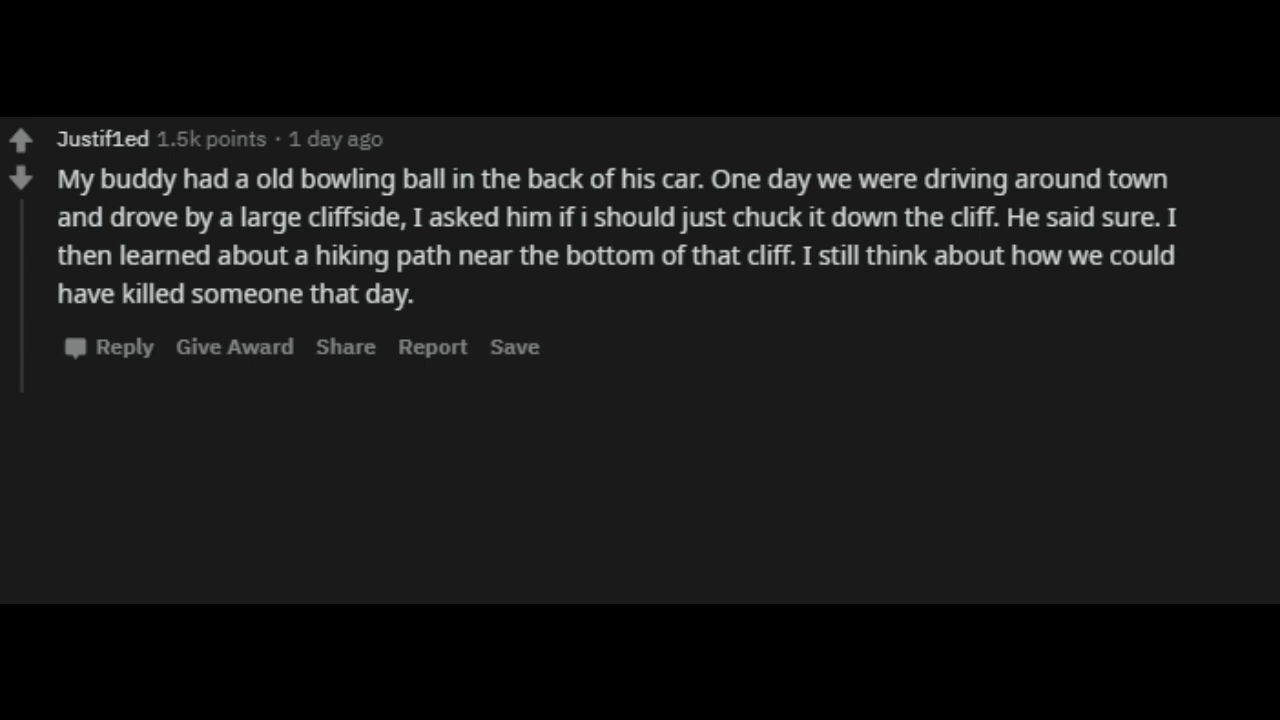 Justif1ed 1.5k points · 1 day ago
My buddy had a old bowling ball in the back of his car. One day we were driving around town
and drove by a large cliffside, I asked him if i should just chuck it down the cliff. He said sure. I
then learned about a hiking path near the bottom of that cliff. I still think about how we could
have killed someone that day.
Reply Give Award Share Report Save